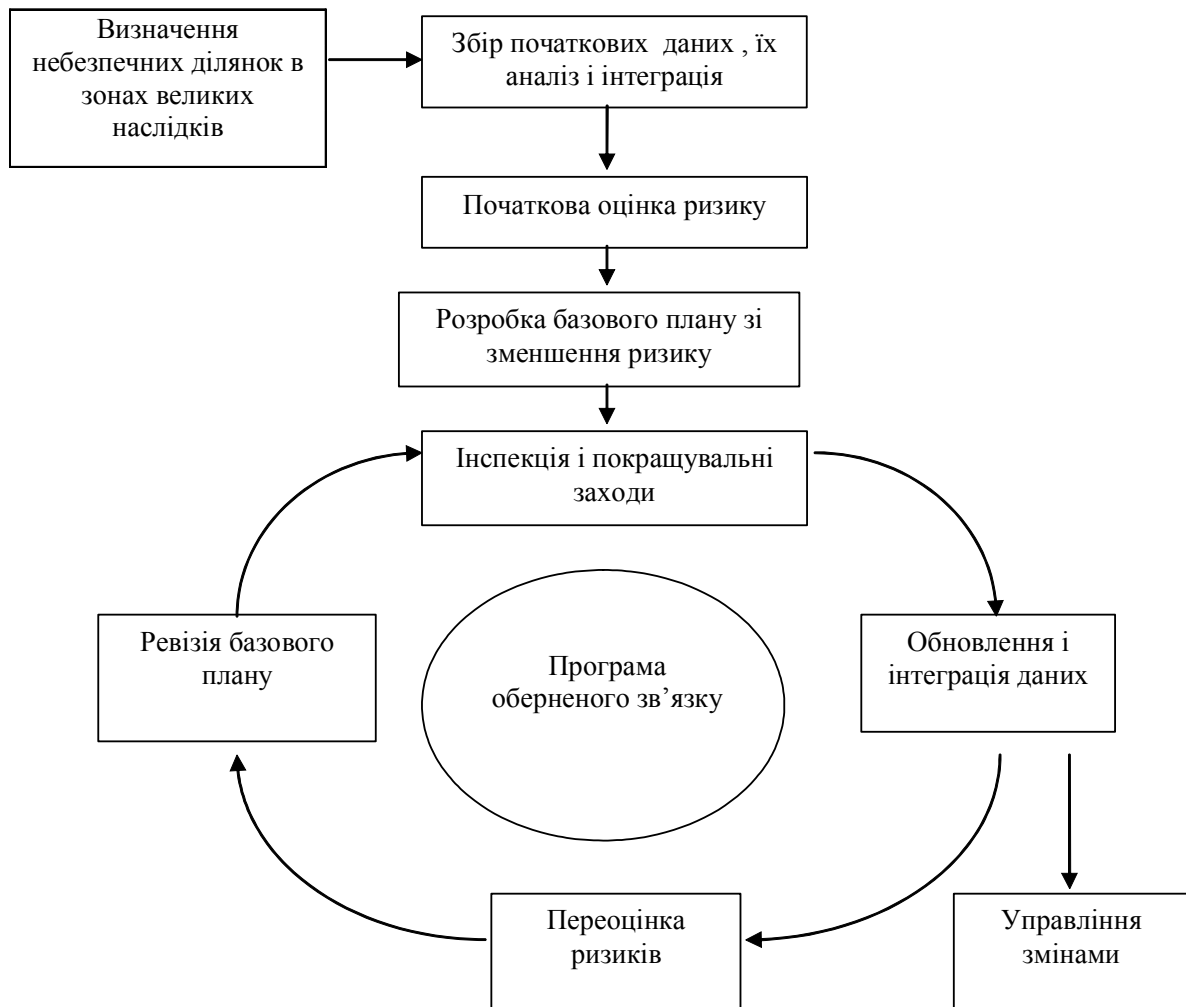 Визначення
небезпечних ділянок в
зонах великих
наслідків
Збір початкових даних , їх
аналіз і інтеграція
Початкова оцінка ризику
Розробка базового плану зі
зменшення ризику
Інспекція і покращувальні
заходи
Ревізія базового
плану
Програма
оберненого зв’язку
Обновлення і
інтеграція даних
Переоцінка
ризиків
Управління
змінами